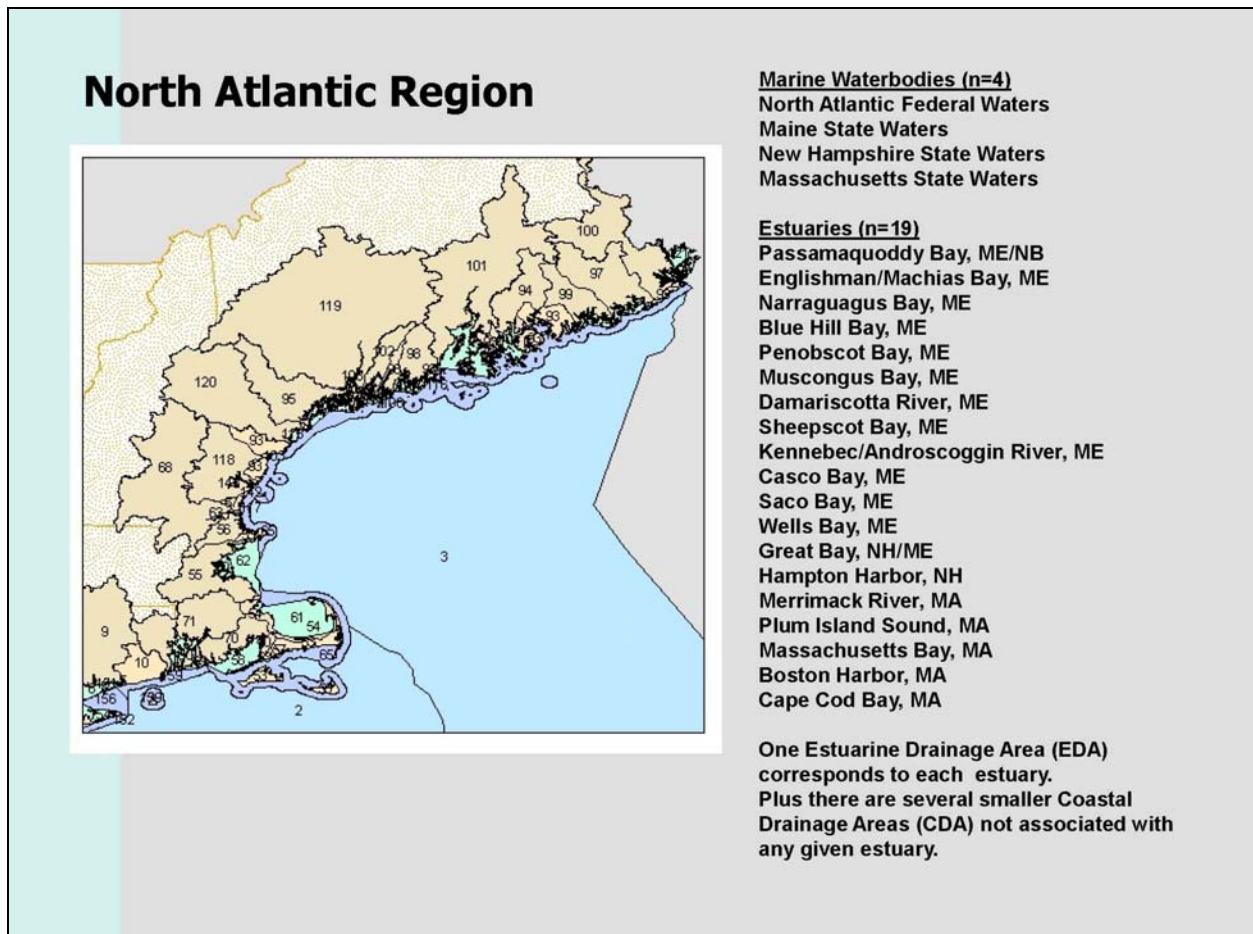 North Atlantic Region
119
101
100
97
94
99
93
102
98
120
95
93
68
118
93
56
62
55
3
61
54
71
9
70
10
58
65
156
2
Marine Waterbodies (n=4)
North Atlantic Federal Waters
Maine State Waters
New Hampshire State Waters
Massachusetts State Waters
Estuaries (n=19)
Passamaquoddy Bay, ME/NB
Englishman/Machias Bay, ME
Narraguagus Bay, ME
Blue Hill Bay, ME
Penobscot Bay, ME
Muscongus Bay, ME
Damariscotta River, ME
Sheepscot Bay, ME
Kennebec/Androscoggin River, ME
Casco Bay, ME
Saco Bay, ME
Wells Bay, ME
Great Bay, NH/ME
Hampton Harbor, NH
Merrimack River, MA
Plum Island Sound, MA
Massachusetts Bay, MA
Boston Harbor, MA
Cape Cod Bay, MA
One Estuarine Drainage Area (EDA)
corresponds to each estuary.
Plus there are several smaller Coastal
Drainage Areas (CDA) not associated with
any given estuary.